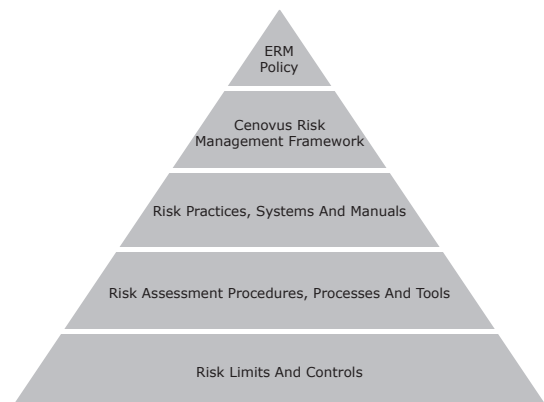 ERM
Policy
Cenovus Risk
Management Framework
Risk Practices, Systems And Manuals
Risk Assessment Procedures, Processes And Tools
Risk Limits And Controls